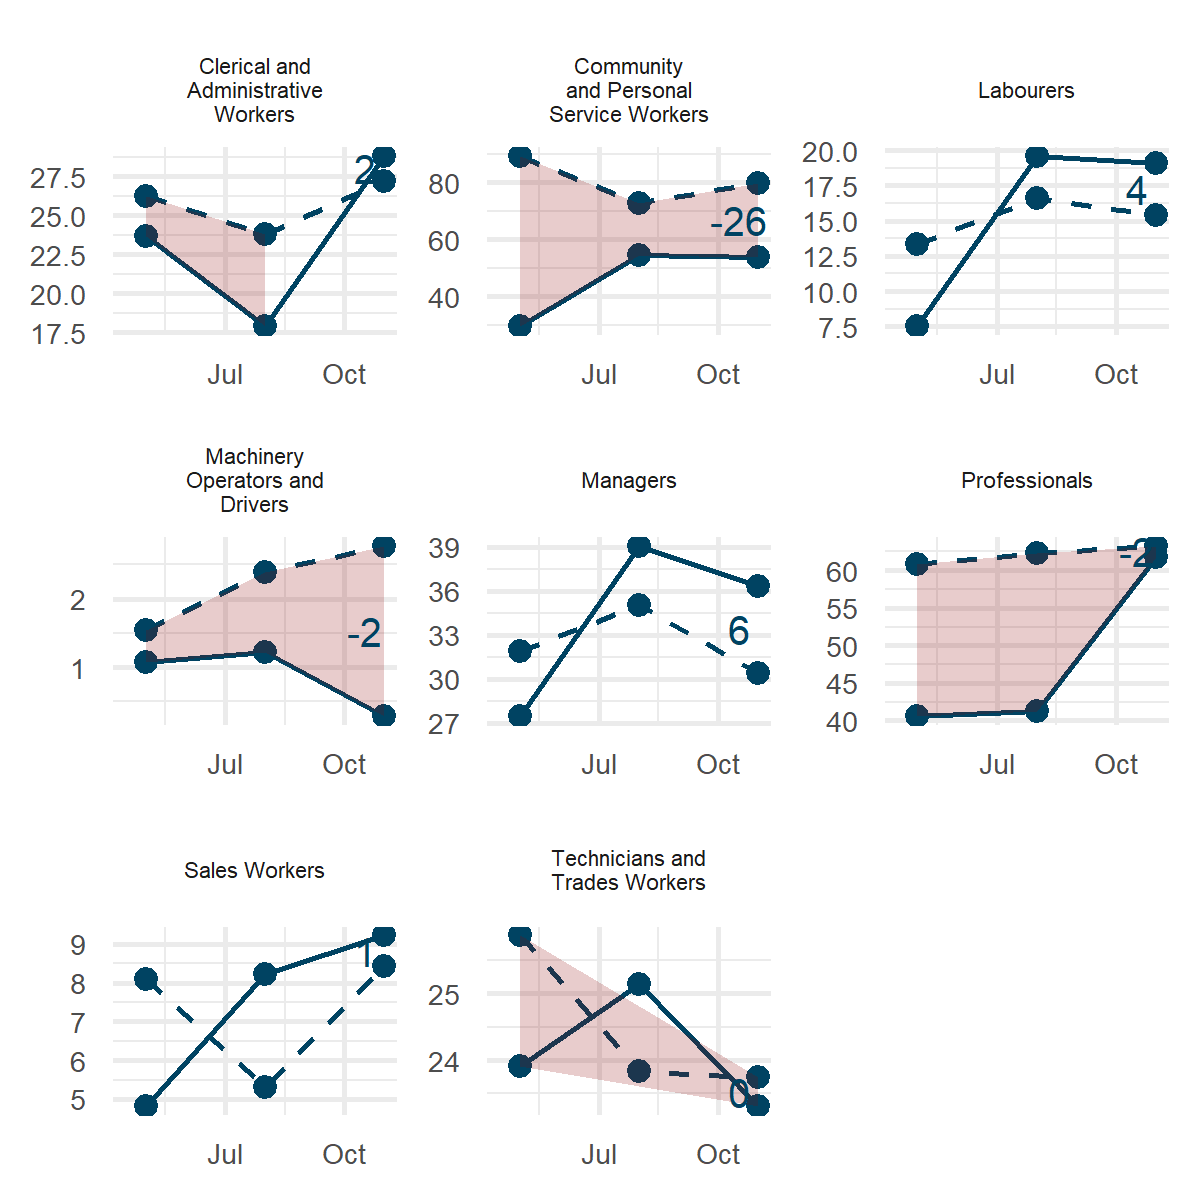 Clerical and
Administrative
Workers
27.5
25.0
22.5
20.0
17.5
2
Jul
Oct
Community
and Personal
Service Workers
80
60
40
-26
Jul
Oct
Labourers
20.0
17.5
15.0
12.5
10.0
7.5
4
Jul
Oct
Machinery
Operators and
Drivers
2
1
-2
Jul
Oct
Managers
39
36
33
30
27
6
Jul
Oct
Professionals
60
55
50
45
40
-2
Jul
Oct
Sales Workers
9
8
7
6
5
1
Jul
Oct
Technicians and
Trades Workers
25
24
0
Jul
Oct